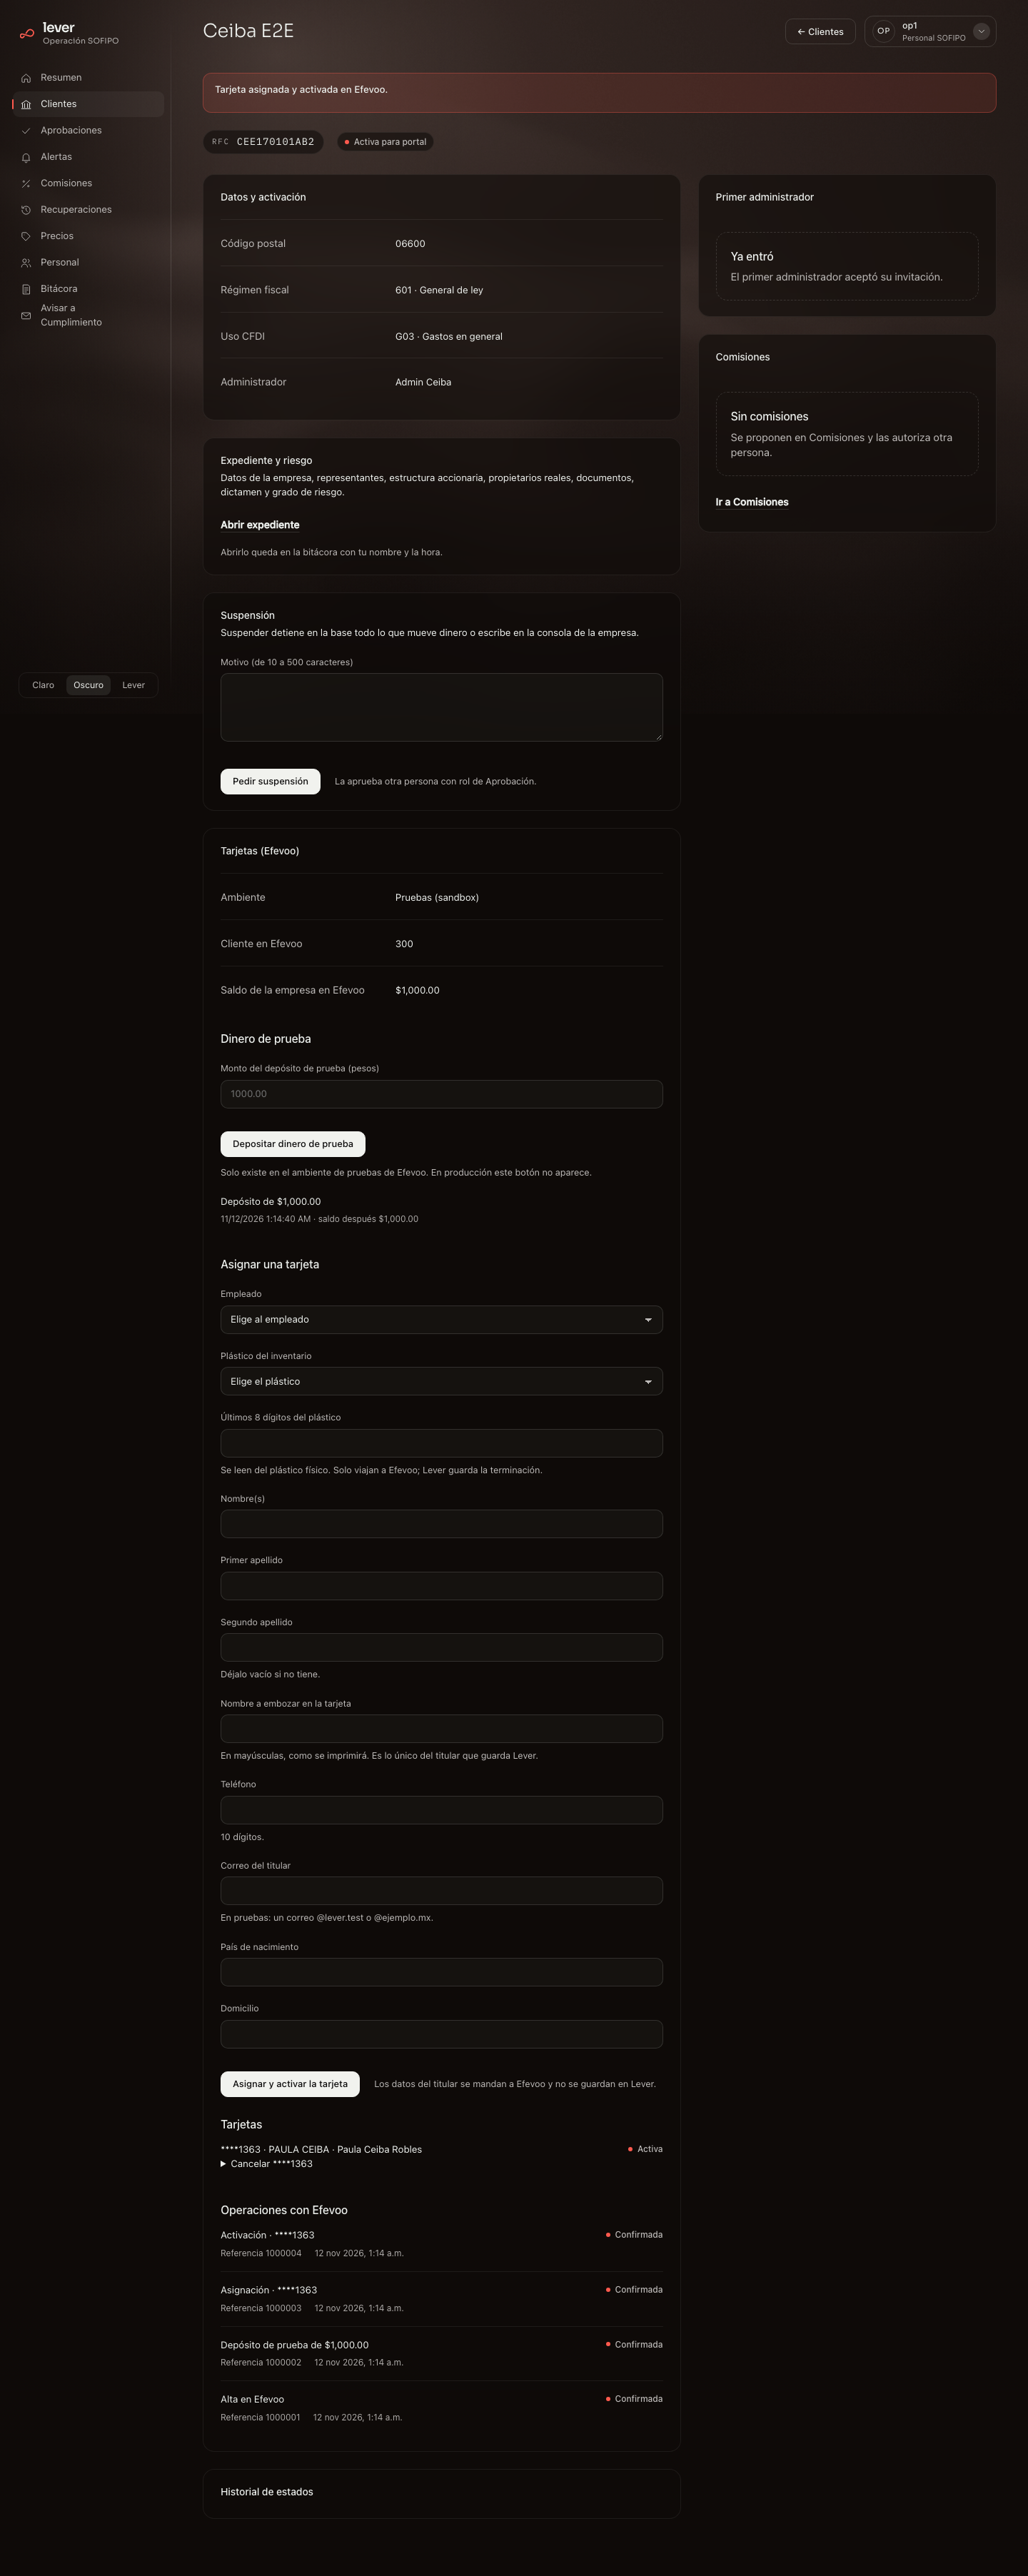 lever
Operación SOFIPO
Resumen
Clientes
Aprobaciones
Alertas
Comisiones
Recuperaciones
Precios
Personal
Bitácora
Avisar a
Cumplimiento
Claro
Oscuro
Lever
Ceiba E2E
← Clientes
OP
op1
Personal SOFIPO
Tarjeta asignada y activada en Efevoo.
RFC CEE170101AB2
Activa para portal
Datos y activación
Código postal
06600
Régimen fiscal
601 · General de ley
Uso CFDI
G03 · Gastos en general
Administrador
Admin Ceiba
Expediente y riesgo
Datos de la empresa, representantes, estructura accionaria, propietarios reales, documentos,
dictamen y grado de riesgo.
Abrir expediente
Abrirlo queda en la bitácora con tu nombre y la hora.
Suspensión
Suspender detiene en la base todo lo que mueve dinero o escribe en la consola de la empresa.
Motivo (de 10 a 500 caracteres)
Pedir suspensión
La aprueba otra persona con rol de Aprobación.
Tarjetas (Efevoo)
Ambiente
Pruebas (sandbox)
Cliente en Efevoo
300
Saldo de la empresa en Efevoo
$1,000.00
Dinero de prueba
Monto del depósito de prueba (pesos)
1000.00
Depositar dinero de prueba
Solo existe en el ambiente de pruebas de Efevoo. En producción este botón no aparece.
Depósito de $1,000.00
11/12/2026 1:14:40 AM · saldo después $1,000.00
Asignar una tarjeta
Empleado
Elige al empleado
Plástico del inventario
Elige el plástico
Últimos 8 dígitos del plástico
Se leen del plástico físico. Solo viajan a Efevoo; Lever guarda la terminación.
Nombre(s)
Primer apellido
Segundo apellido
Déjalo vacío si no tiene.
Nombre a embozar en la tarjeta
En mayúsculas, como se imprimirá. Es lo único del titular que guarda Lever.
Teléfono
10 dígitos.
Correo del titular
En pruebas: un correo @lever.test o @ejemplo.mx.
País de nacimiento
Domicilio
Asignar y activar la tarjeta
Los datos del titular se mandan a Efevoo y no se guardan en Lever.
Tarjetas
****1363 · PAULA CEIBA · Paula Ceiba Robles
Activa
Cancelar ****1363
Operaciones con Efevoo
Activación · ****1363
Confirmada
Referencia 1000004 12 nov 2026, 1:14 a.m.
Asignación · ****1363
Confirmada
Referencia 1000003 12 nov 2026, 1:14 a.m.
Depósito de prueba de $1,000.00
Confirmada
Referencia 1000002 12 nov 2026, 1:14 a.m.
Alta en Efevoo
Confirmada
Referencia 1000001 12 nov 2026, 1:14 a.m.
Historial de estados
Primer administrador
Ya entró
El primer administrador aceptó su invitación.
Comisiones
Sin comisiones
Se proponen en Comisiones y las autoriza otra
persona.
Ir a Comisiones